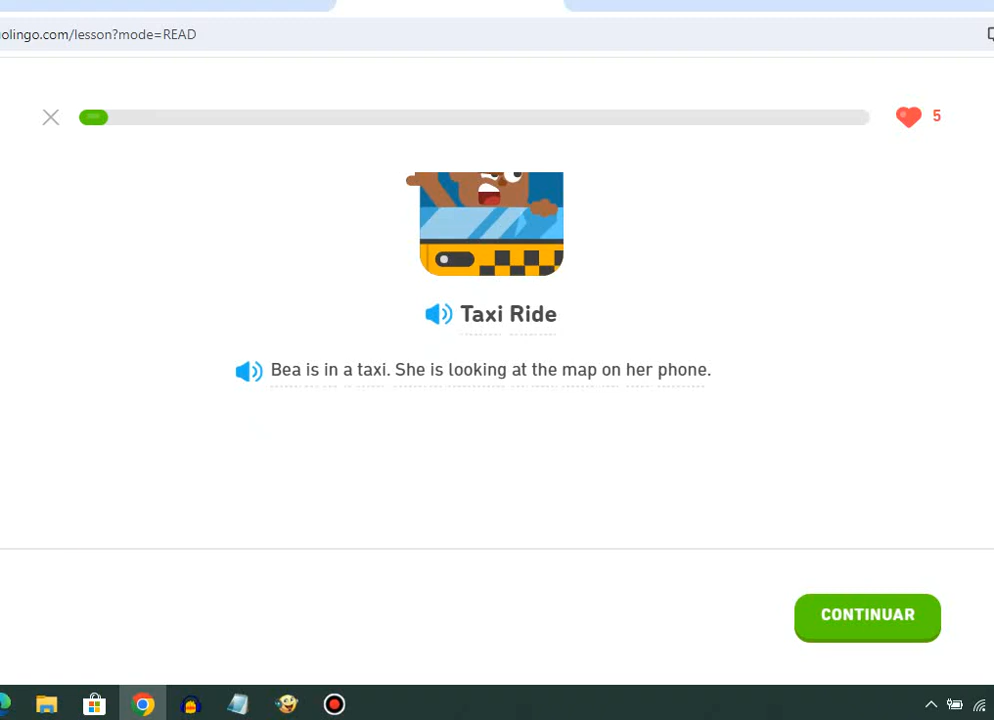 olingo.com/lesson?mode=READ
5
Taxi Ride
Bea is in a taxi. She is looking at the map on her phone.
CONTINUAR